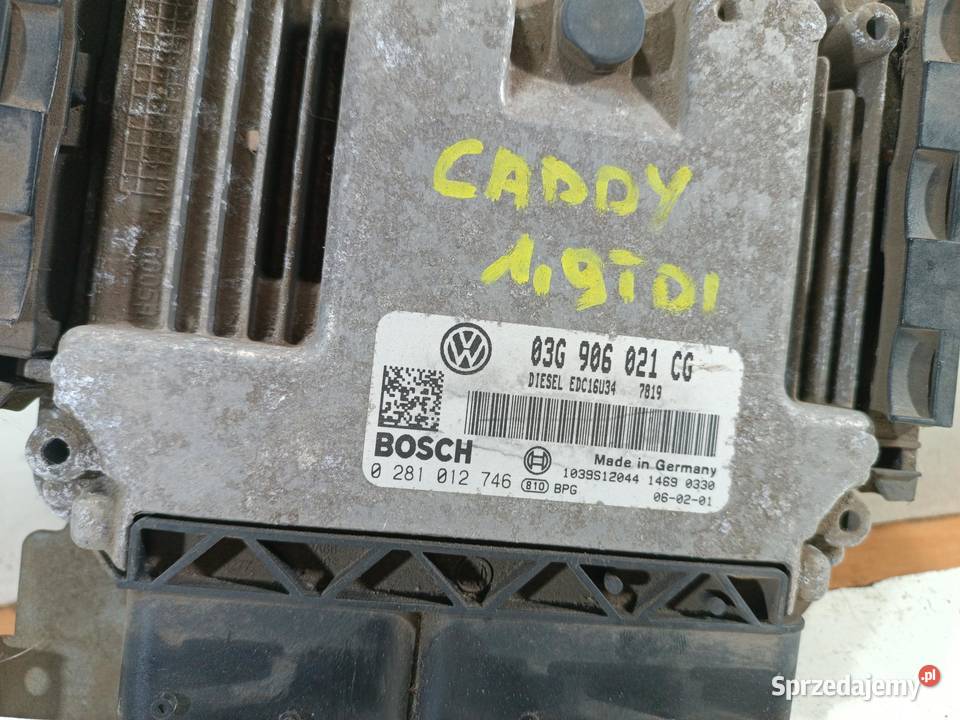 CADDY
1,9TDI
03G 906 021 CG
DIESEL EDC16U34 7819
BOSCH
Made in Germany
0 281 012 746 810 BPG
1039S12044 1469 0330
06-02-01
Sprzedajemy.pl